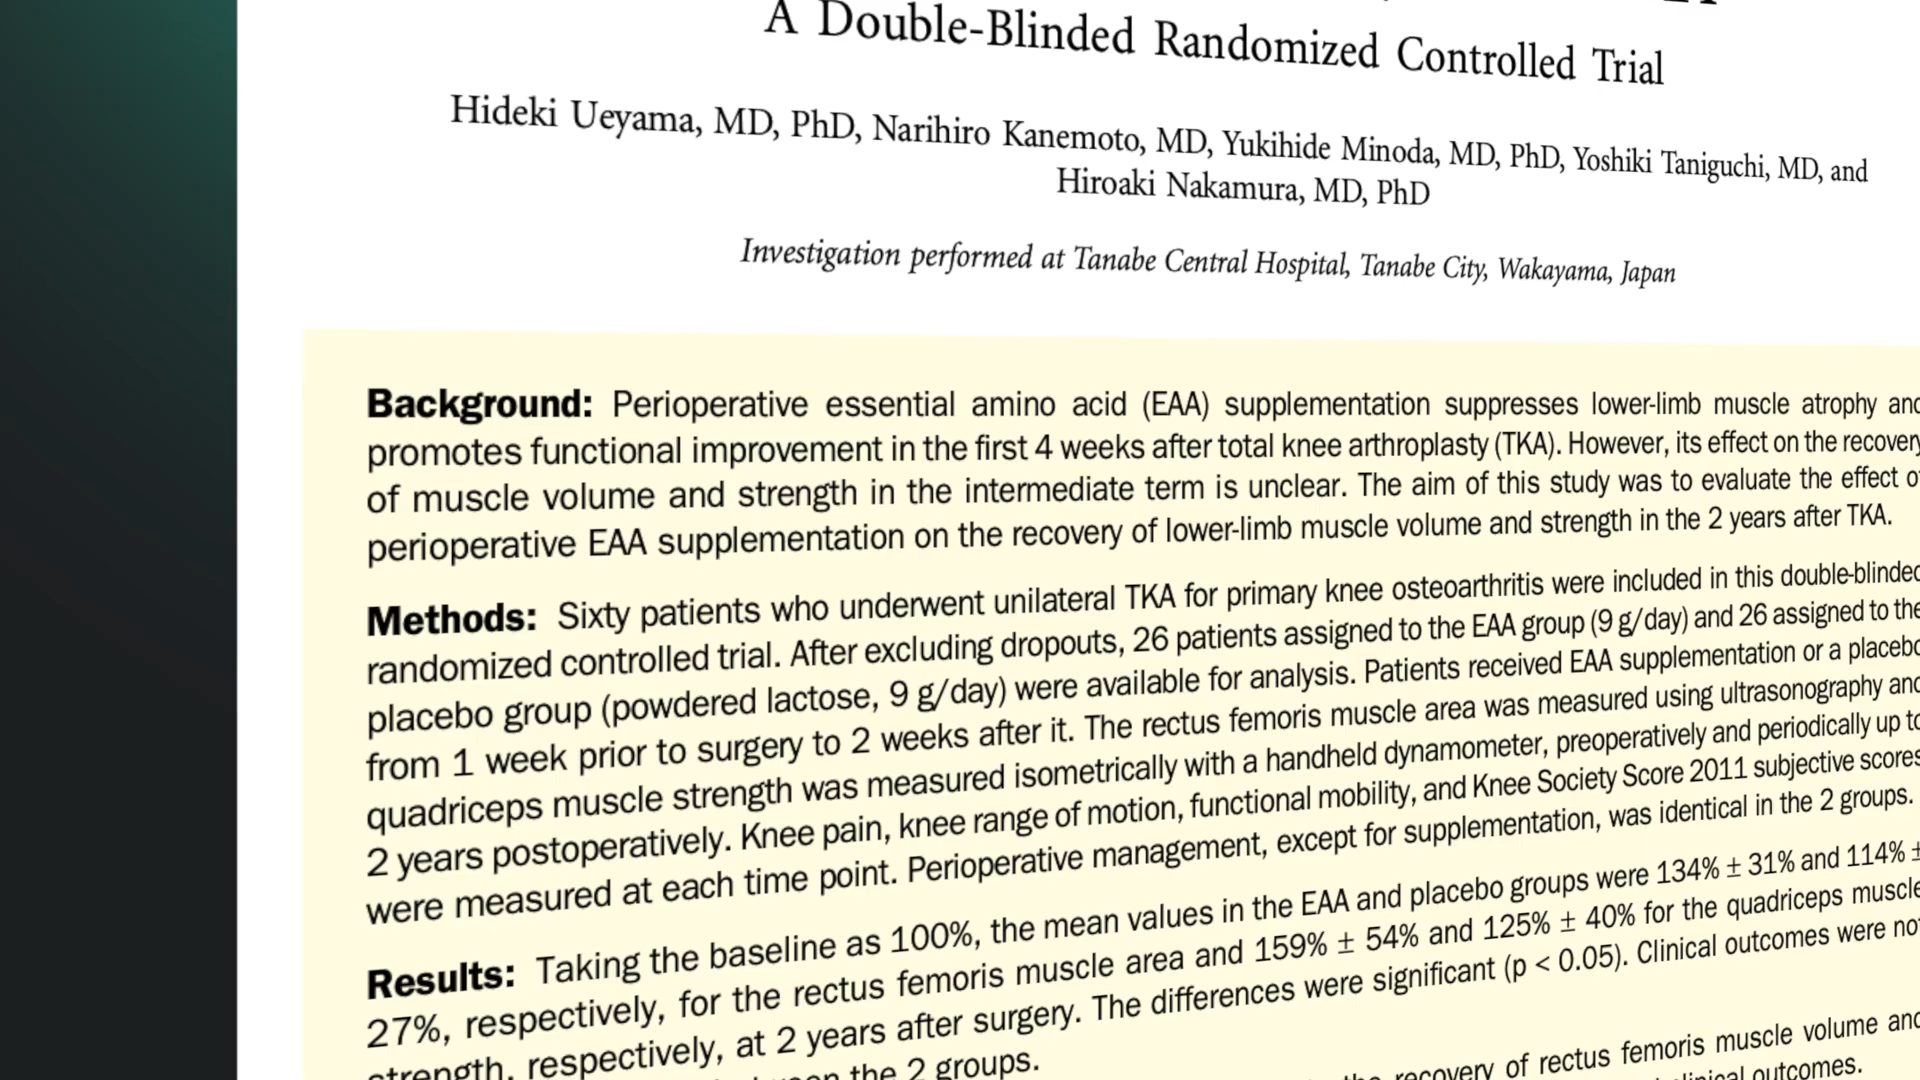 A Double-Blinded Randomized Controlled Trial
Hideki Ueyama, MD, PhD, Narihiro Kanemoto, MD, Yukihide Minoda, MD, PhD, Yoshiki Taniguchi, MD, and
Hiroaki Nakamura, MD, PhD
Investigation performed at Tanabe Central Hospital, Tanabe City, Wakayama, Japan
Background: Perioperative essential amino acid (EAA) supplementation suppresses lower-limb muscle atrophy and
promotes functional improvement in the first 4 weeks after total knee arthroplasty (TKA). However, its effect on the recovery
of muscle volume and strength in the intermediate term is unclear. The aim of this study was to evaluate the effect of
perioperative EAA supplementation on the recovery of lower-limb muscle volume and strength in the 2 years after TKA.
Methods: Sixty patients who underwent unilateral TKA for primary knee osteoarthritis were included in this double-blinded
randomized controlled trial. After excluding dropouts, 26 patients assigned to the EAA group (9 g/day) and 26 assigned to the
placebo group (powdered lactose, 9 g/day) were available for analysis. Patients received EAA supplementation or a placebo
from 1 week prior to surgery to 2 weeks after it. The rectus femoris muscle area was measured using ultrasonography and
quadriceps muscle strength was measured isometrically with a handheld dynamometer, preoperatively and periodically up to
2 years postoperatively. Knee pain, knee range of motion, functional mobility, and Knee Society Score 2011 subjective scores
were measured at each time point. Perioperative management, except for supplementation, was identical in the 2 groups.
Results: Taking the baseline as 100%, the mean values in the EAA and placebo groups were 134% ± 31% and 114% ±
27%, respectively, for the rectus femoris muscle area and 159% ± 54% and 125% ± 40% for the quadriceps muscle
strength, respectively, at 2 years after surgery. The differences were significant (p < 0.05). Clinical outcomes were not
the 2 groups.
recovery of rectus femoris muscle volume and
outcomes.